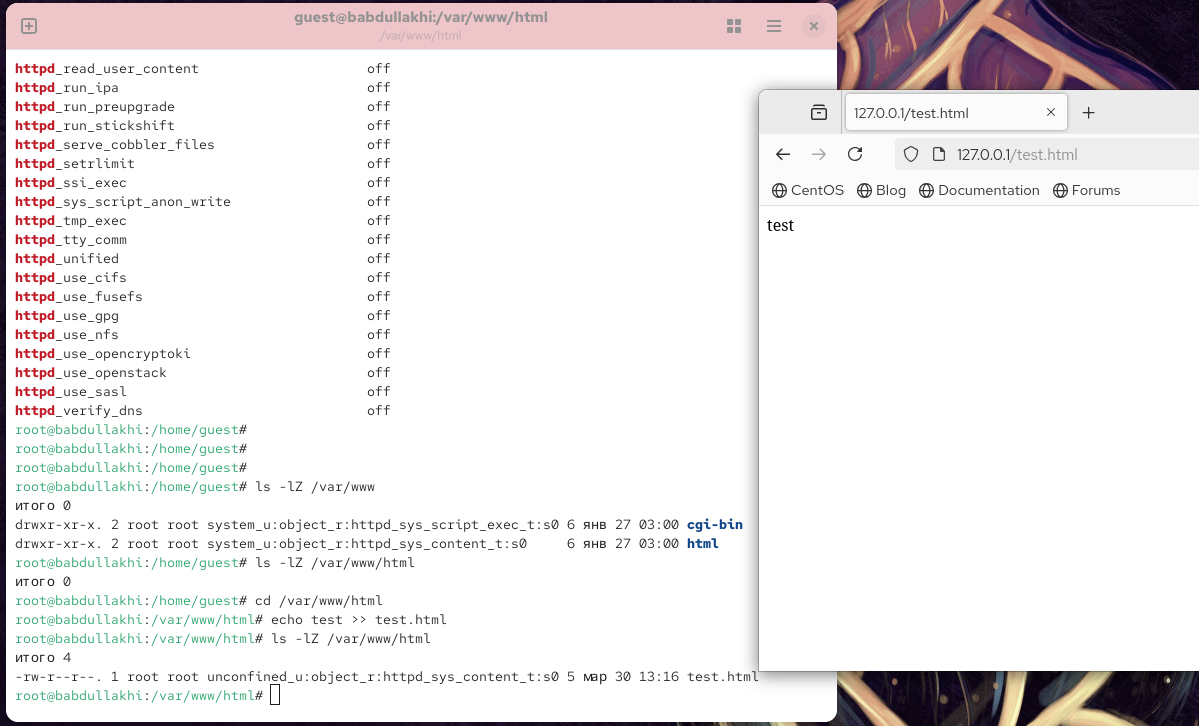 guest@babdullakhi:/var/www/html
/var/www/html
httpd_read_user_content off
httpd_run_ipa off
httpd_run_preupgrade off
httpd_run_stickshift off
httpd_serve_cobbler_files off
httpd_setrlimit off
httpd_ssi_exec off
httpd_sys_script_anon_write off
httpd_tmp_exec off
httpd_tty_comm off
httpd_unified off
httpd_use_cifs off
httpd_use_fusefs off
httpd_use_gpg off
httpd_use_nfs off
httpd_use_opencryptoki off
httpd_use_openstack off
httpd_use_sasl off
httpd_verify_dns off
root@babdullakhi:/home/guest#
root@babdullakhi:/home/guest#
root@babdullakhi:/home/guest#
root@babdullakhi:/home/guest# ls -lZ /var/www
итого 0
drwxr-xr-x. 2 root root system_u:object_r:httpd_sys_script_exec_t:s0 6 янв 27 03:00 cgi-bin
drwxr-xr-x. 2 root root system_u:object_r:httpd_sys_content_t:s0 6 янв 27 03:00 html
root@babdullakhi:/home/guest# ls -lZ /var/www/html
итого 0
root@babdullakhi:/home/guest# cd /var/www/html
root@babdullakhi:/var/www/html# echo test >> test.html
root@babdullakhi:/var/www/html# ls -lZ /var/www/html
итого 4
-rw-r--r--. 1 root root unconfined_u:object_r:httpd_sys_content_t:s0 5 мар 30 13:16 test.html
root@babdullakhi:/var/www/html#
127.0.0.1/test.html
127.0.0.1/test.html
CentOS Blog Documentation Forums
test